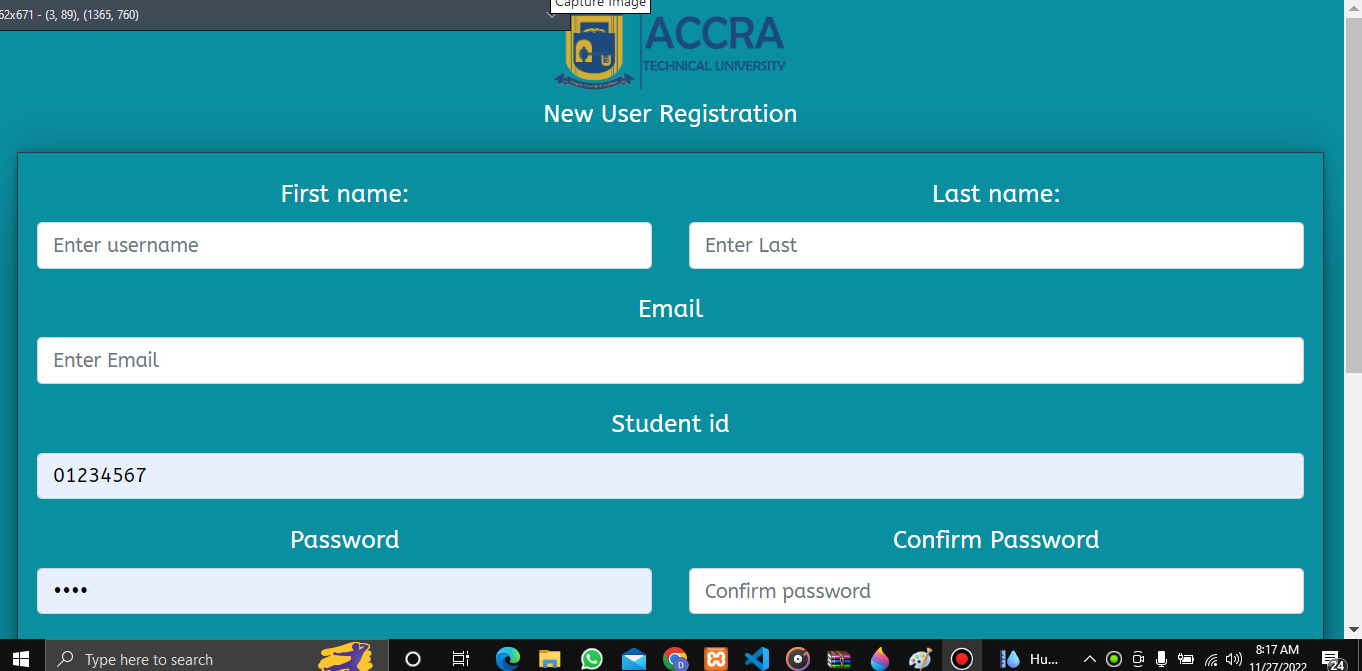 62x671 - (3, 89), (1365, 760)
Capture Image
ACCRA
TECHNICAL UNIVERSITY
New User Registration
First name:
Last name:
Enter username
Enter Last
Email
Enter Email
Student id
01234567
Password
Confirm Password
••••
Confirm password
Type here to search
Hu...
8:17 AM
11/27/2022
24